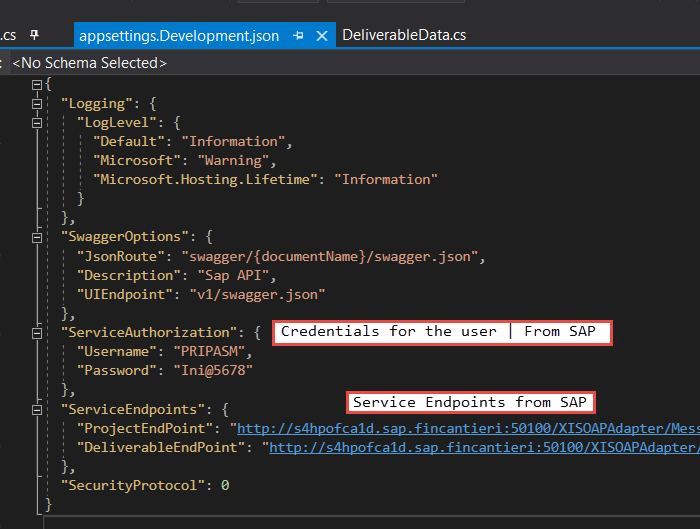 .cs appsettings.Development.json DeliverableData.cs
: <No Schema Selected>
{
"Logging": {
"LogLevel": {
"Default": "Information",
"Microsoft": "Warning",
"Microsoft.Hosting.Lifetime": "Information"
}
},
"SwaggerOptions": {
"JsonRoute": "swagger/{documentName}/swagger.json",
"Description": "Sap API",
"UIEndpoint": "v1/swagger.json"
},
"ServiceAuthorization": { Credentials for the user | From SAP
"Username": "PRIPASM",
"Password": "Ini@5678"
},
Service Endpoints from SAP
"ServiceEndpoints": {
"ProjectEndPoint": "http://s4hpofca1d.sap.fincantieri:50100/XISOAPAdapter/Mess
"DeliverableEndPoint": "http://s4hpofca1d.sap.fincantieri:50100/XISOAPAdapter/
},
"SecurityProtocol": 0
}